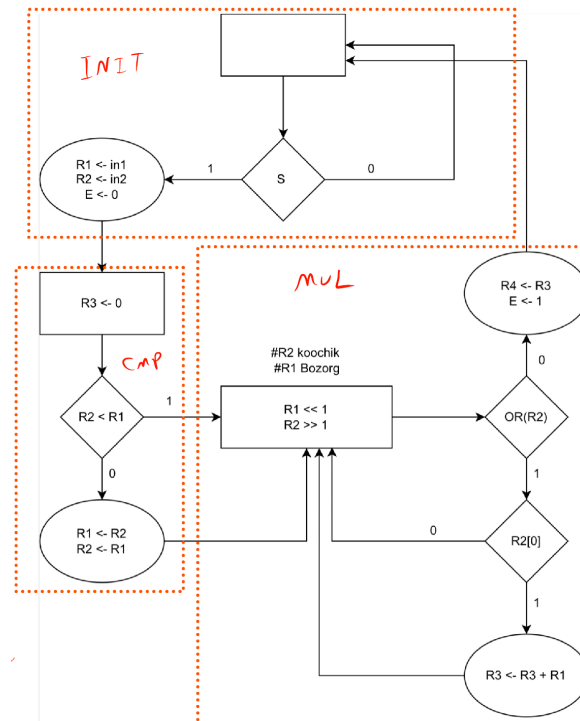 INIT
S
1
0
R1 <- in1
R2 <- in2
E <- 0
R3 <- 0
CMP
R2 < R1
1
0
R1 <- R2
R2 <- R1
MUL
#R2 koochik
#R1 Bozorg
R1 << 1
R2 >> 1
R4 <- R3
E <- 1
0
OR(R2)
1
R2[0]
0
1
R3 <- R3 + R1